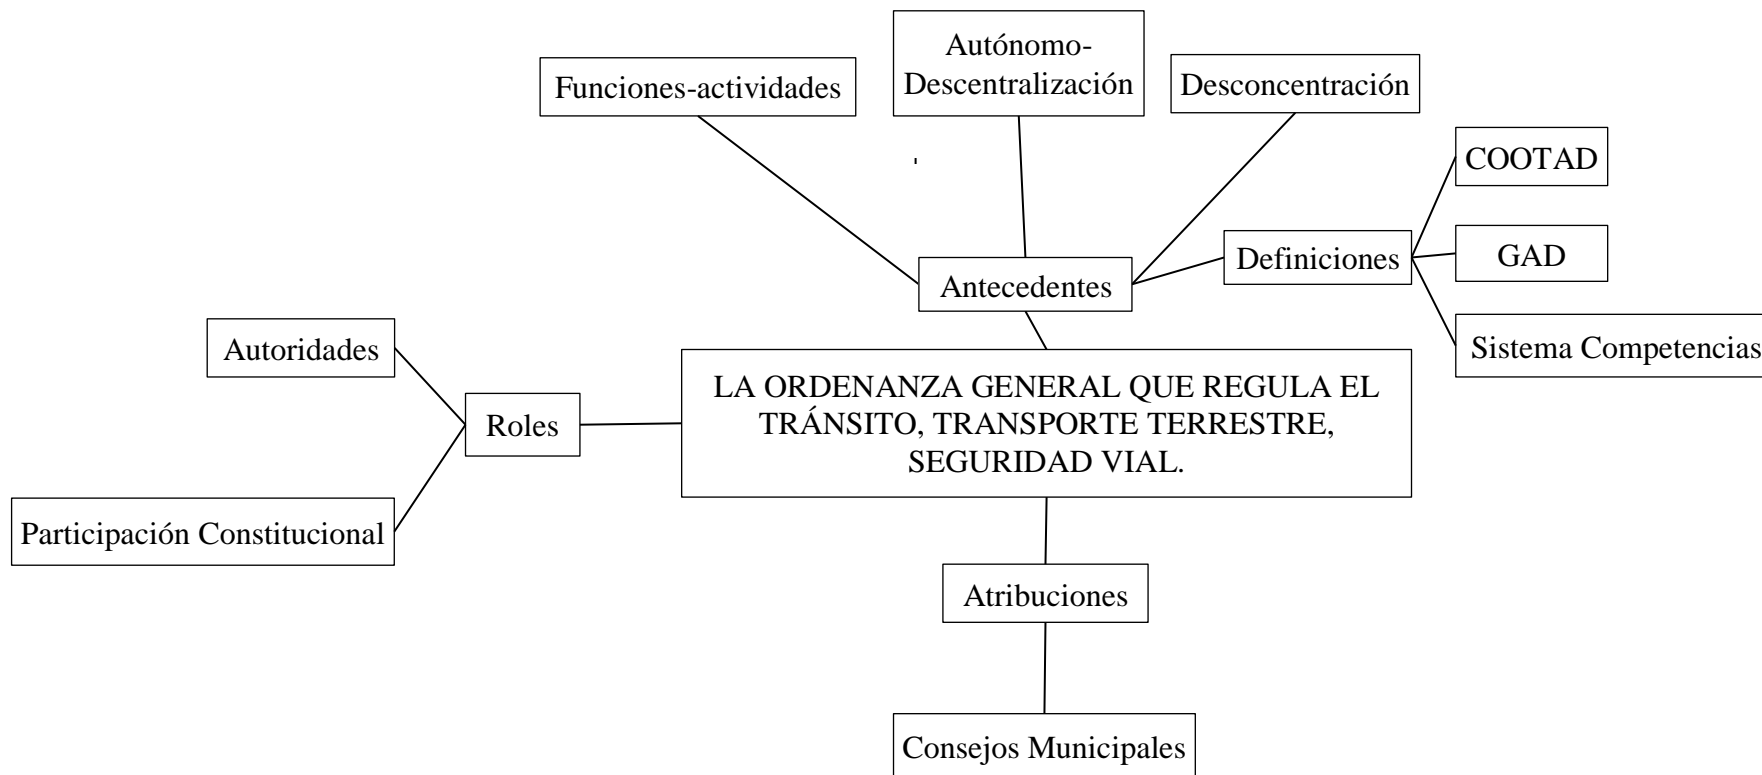 Autónomo-
Descentralización
Funciones-actividades
Desconcentración
COOTAD
Definiciones
GAD
Antecedentes
Autoridades
Sistema Competencias
LA ORDENANZA GENERAL QUE REGULA EL
TRÁNSITO, TRANSPORTE TERRESTRE,
SEGURIDAD VIAL.
Roles
Participación Constitucional
Atribuciones
Consejos Municipales